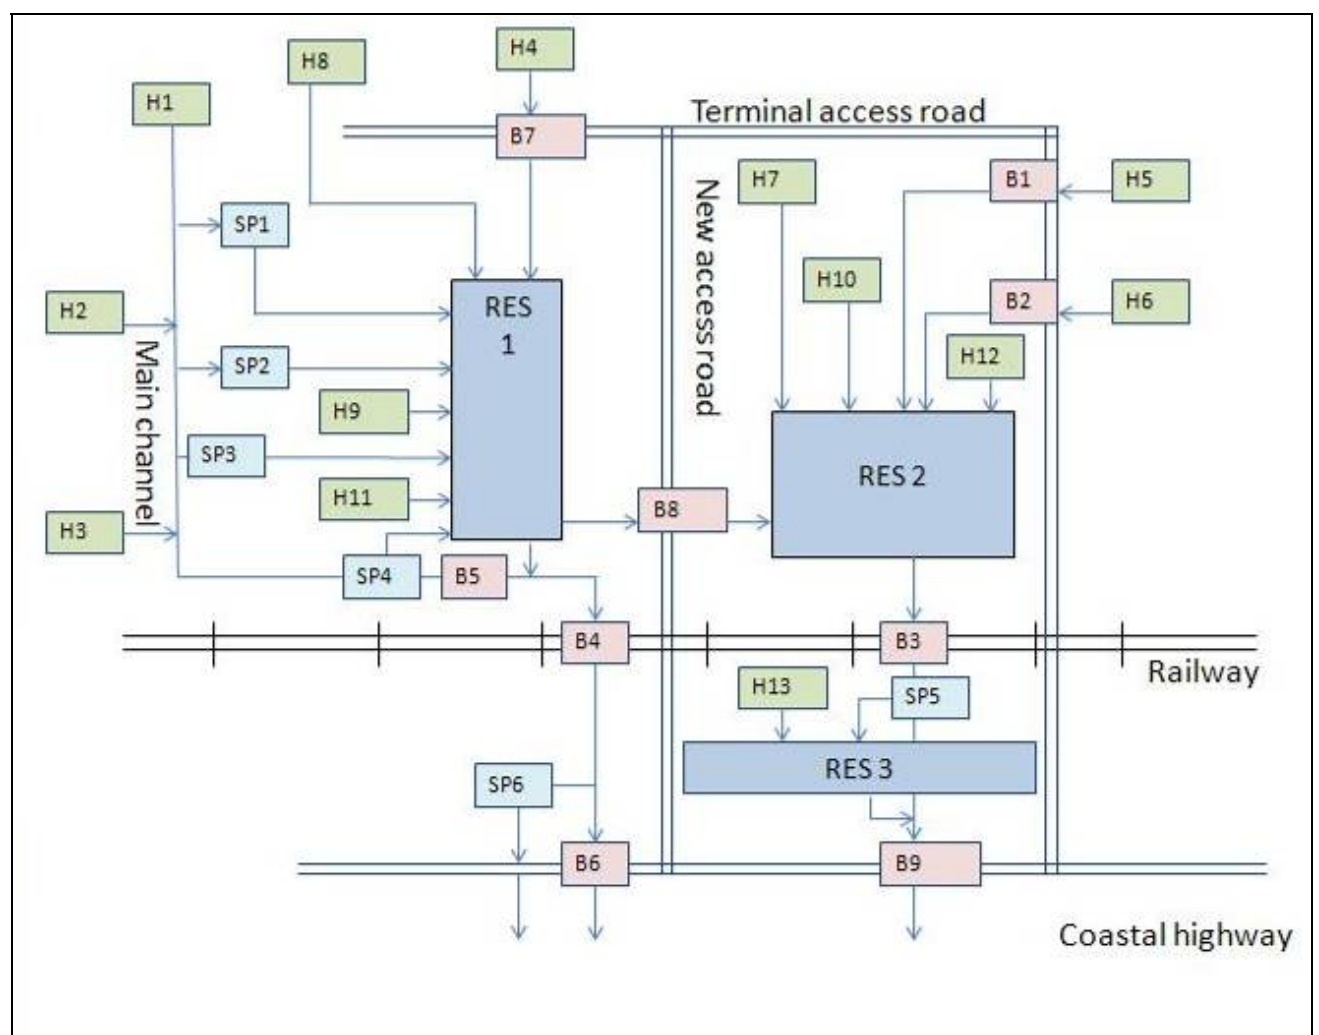 H4
H8
H1
Terminal access road
B7
H7
B1
H5
New access road
SP1
H10
H2
RES
1
B2
H6
Main channel
SP2
H12
H9
SP3
RES 2
H11
B8
H3
SP4
B5
B4
B3
Railway
H13
SP5
RES 3
SP6
B6
B9
Coastal highway